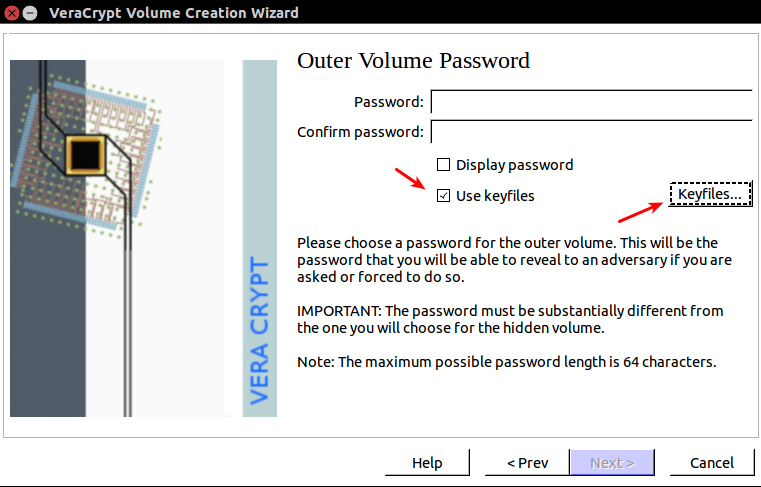 VeraCrypt Volume Creation Wizard
Outer Volume Password
Password:
Confirm password:
Display password
Use keyfiles
Keyfiles...
Please choose a password for the outer volume. This will be the
password that you will be able to reveal to an adversary if you are
asked or forced to do so.
IMPORTANT: The password must be substantially different from
the one you will choose for the hidden volume.
Note: The maximum possible password length is 64 characters.
VERA CRYPT
Help
< Prev
Next >
Cancel